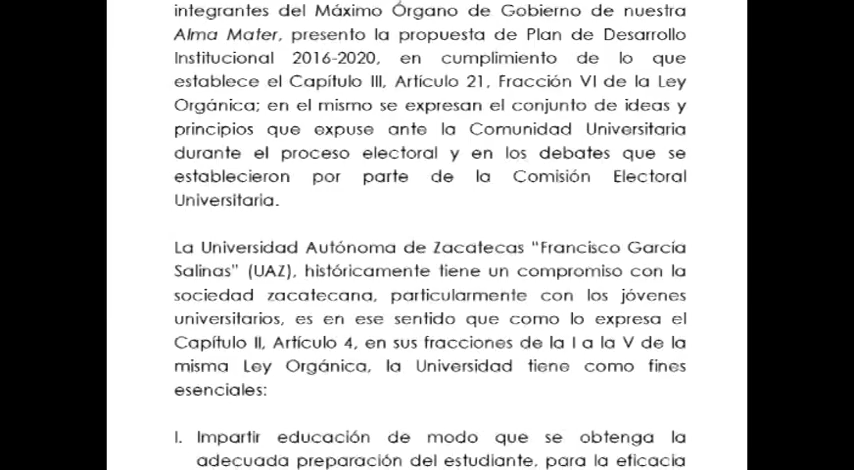 integrantes del Máximo Órgano de Gobierno de nuestra
Alma Mater, presento la propuesta de Plan de Desarrollo
Institucional 2016-2020, en cumplimiento de lo que
establece el Capítulo III, Artículo 21, Fracción VI de la Ley
Orgánica; en el mismo se expresan el conjunto de ideas y
principios que expuse ante la Comunidad Universitaria
durante el proceso electoral y en los debates que se
establecieron por parte de la Comisión Electoral
Universitaria.
La Universidad Autónoma de Zacatecas “Francisco García
Salinas” (UAZ), históricamente tiene un compromiso con la
sociedad zacatecana, particularmente con los jóvenes
universitarios, es en ese sentido que como lo expresa el
Capítulo II, Artículo 4, en sus fracciones de la I a la V de la
misma Ley Orgánica, la Universidad tiene como fines
esenciales:
I. Impartir educación de modo que se obtenga la
adecuada preparación del estudiante, para la eficacia